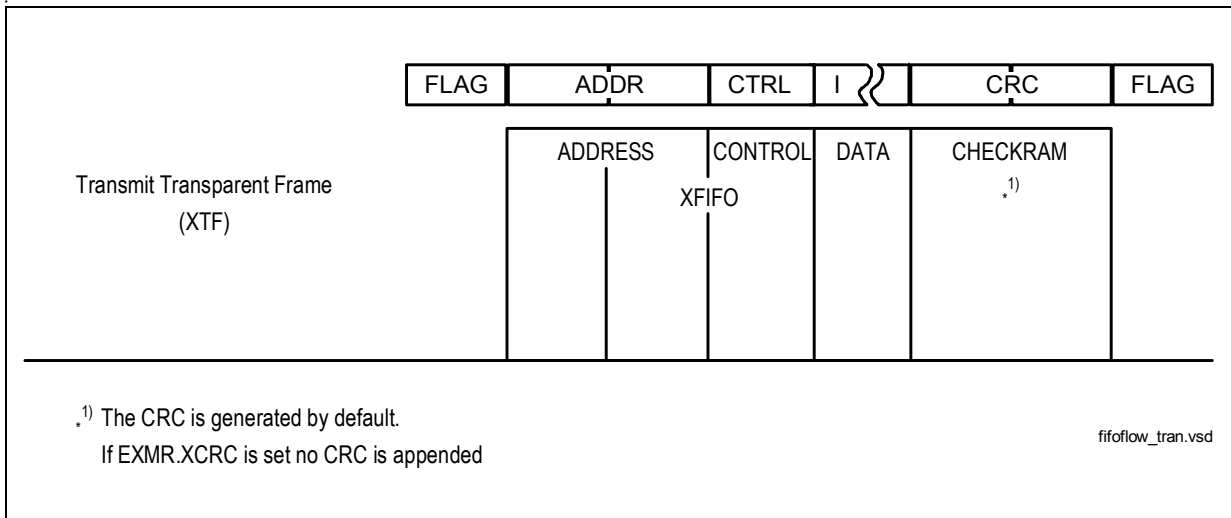 FLAG ADDR CTRL I CRC FLAG
ADDRESS CONTROL DATA CHECKRAM
Transmit Transparent Frame XFIFO *1)
(XTF)
*1) The CRC is generated by default.
If EXMR.XCRC is set no CRC is appended
fifoflow_tran.vsd